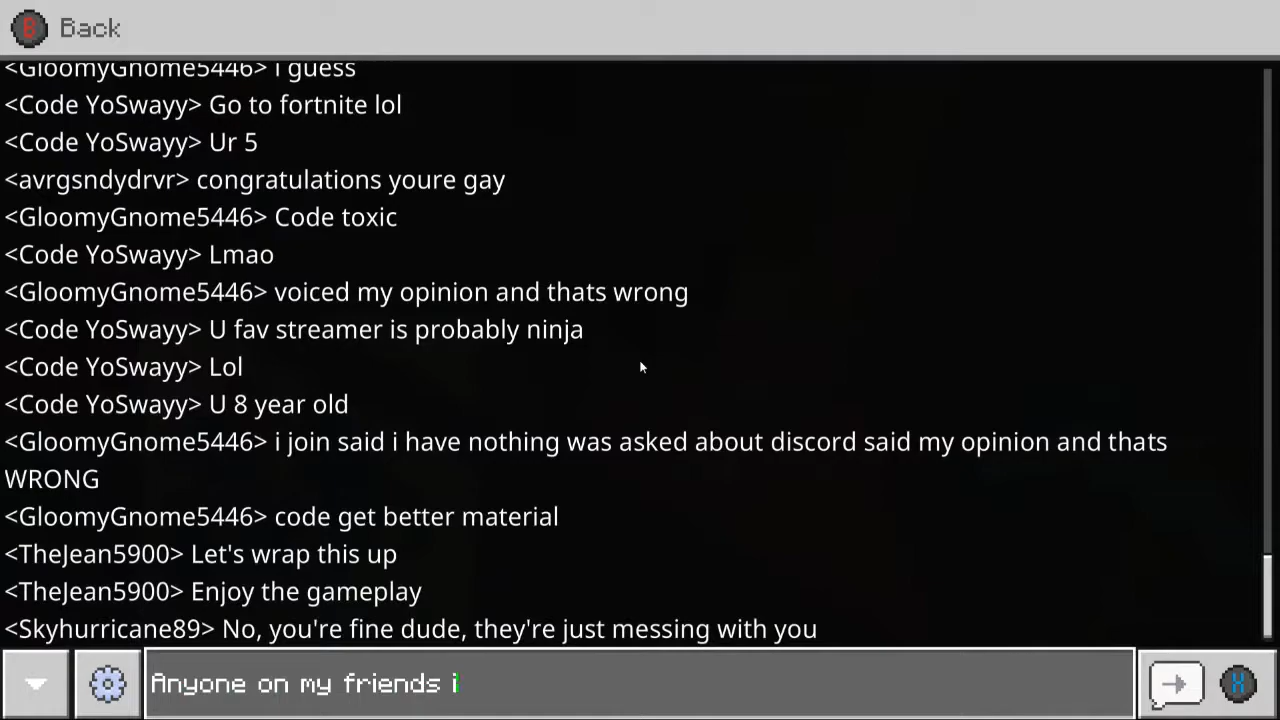 B Back
<GloomyGnome5446> i guess
<Code YoSwayy> Go to fortnite lol
<Code YoSwayy> Ur 5
<avrgsndydrvr> congratulations youre gay
<GloomyGnome5446> Code toxic
<Code YoSwayy> Lmao
<GloomyGnome5446> voiced my opinion and thats wrong
<Code YoSwayy> U fav streamer is probably ninja
<Code YoSwayy> Lol
<Code YoSwayy> U 8 year old
<GloomyGnome5446> i join said i have nothing was asked about discord said my opinion and thats
WRONG
<GloomyGnome5446> code get better material
<TheJean5900> Let's wrap this up
<TheJean5900> Enjoy the gameplay
<Skyhurricane89> No, you're fine dude, they're just messing with you
Anyone on my friends i
X